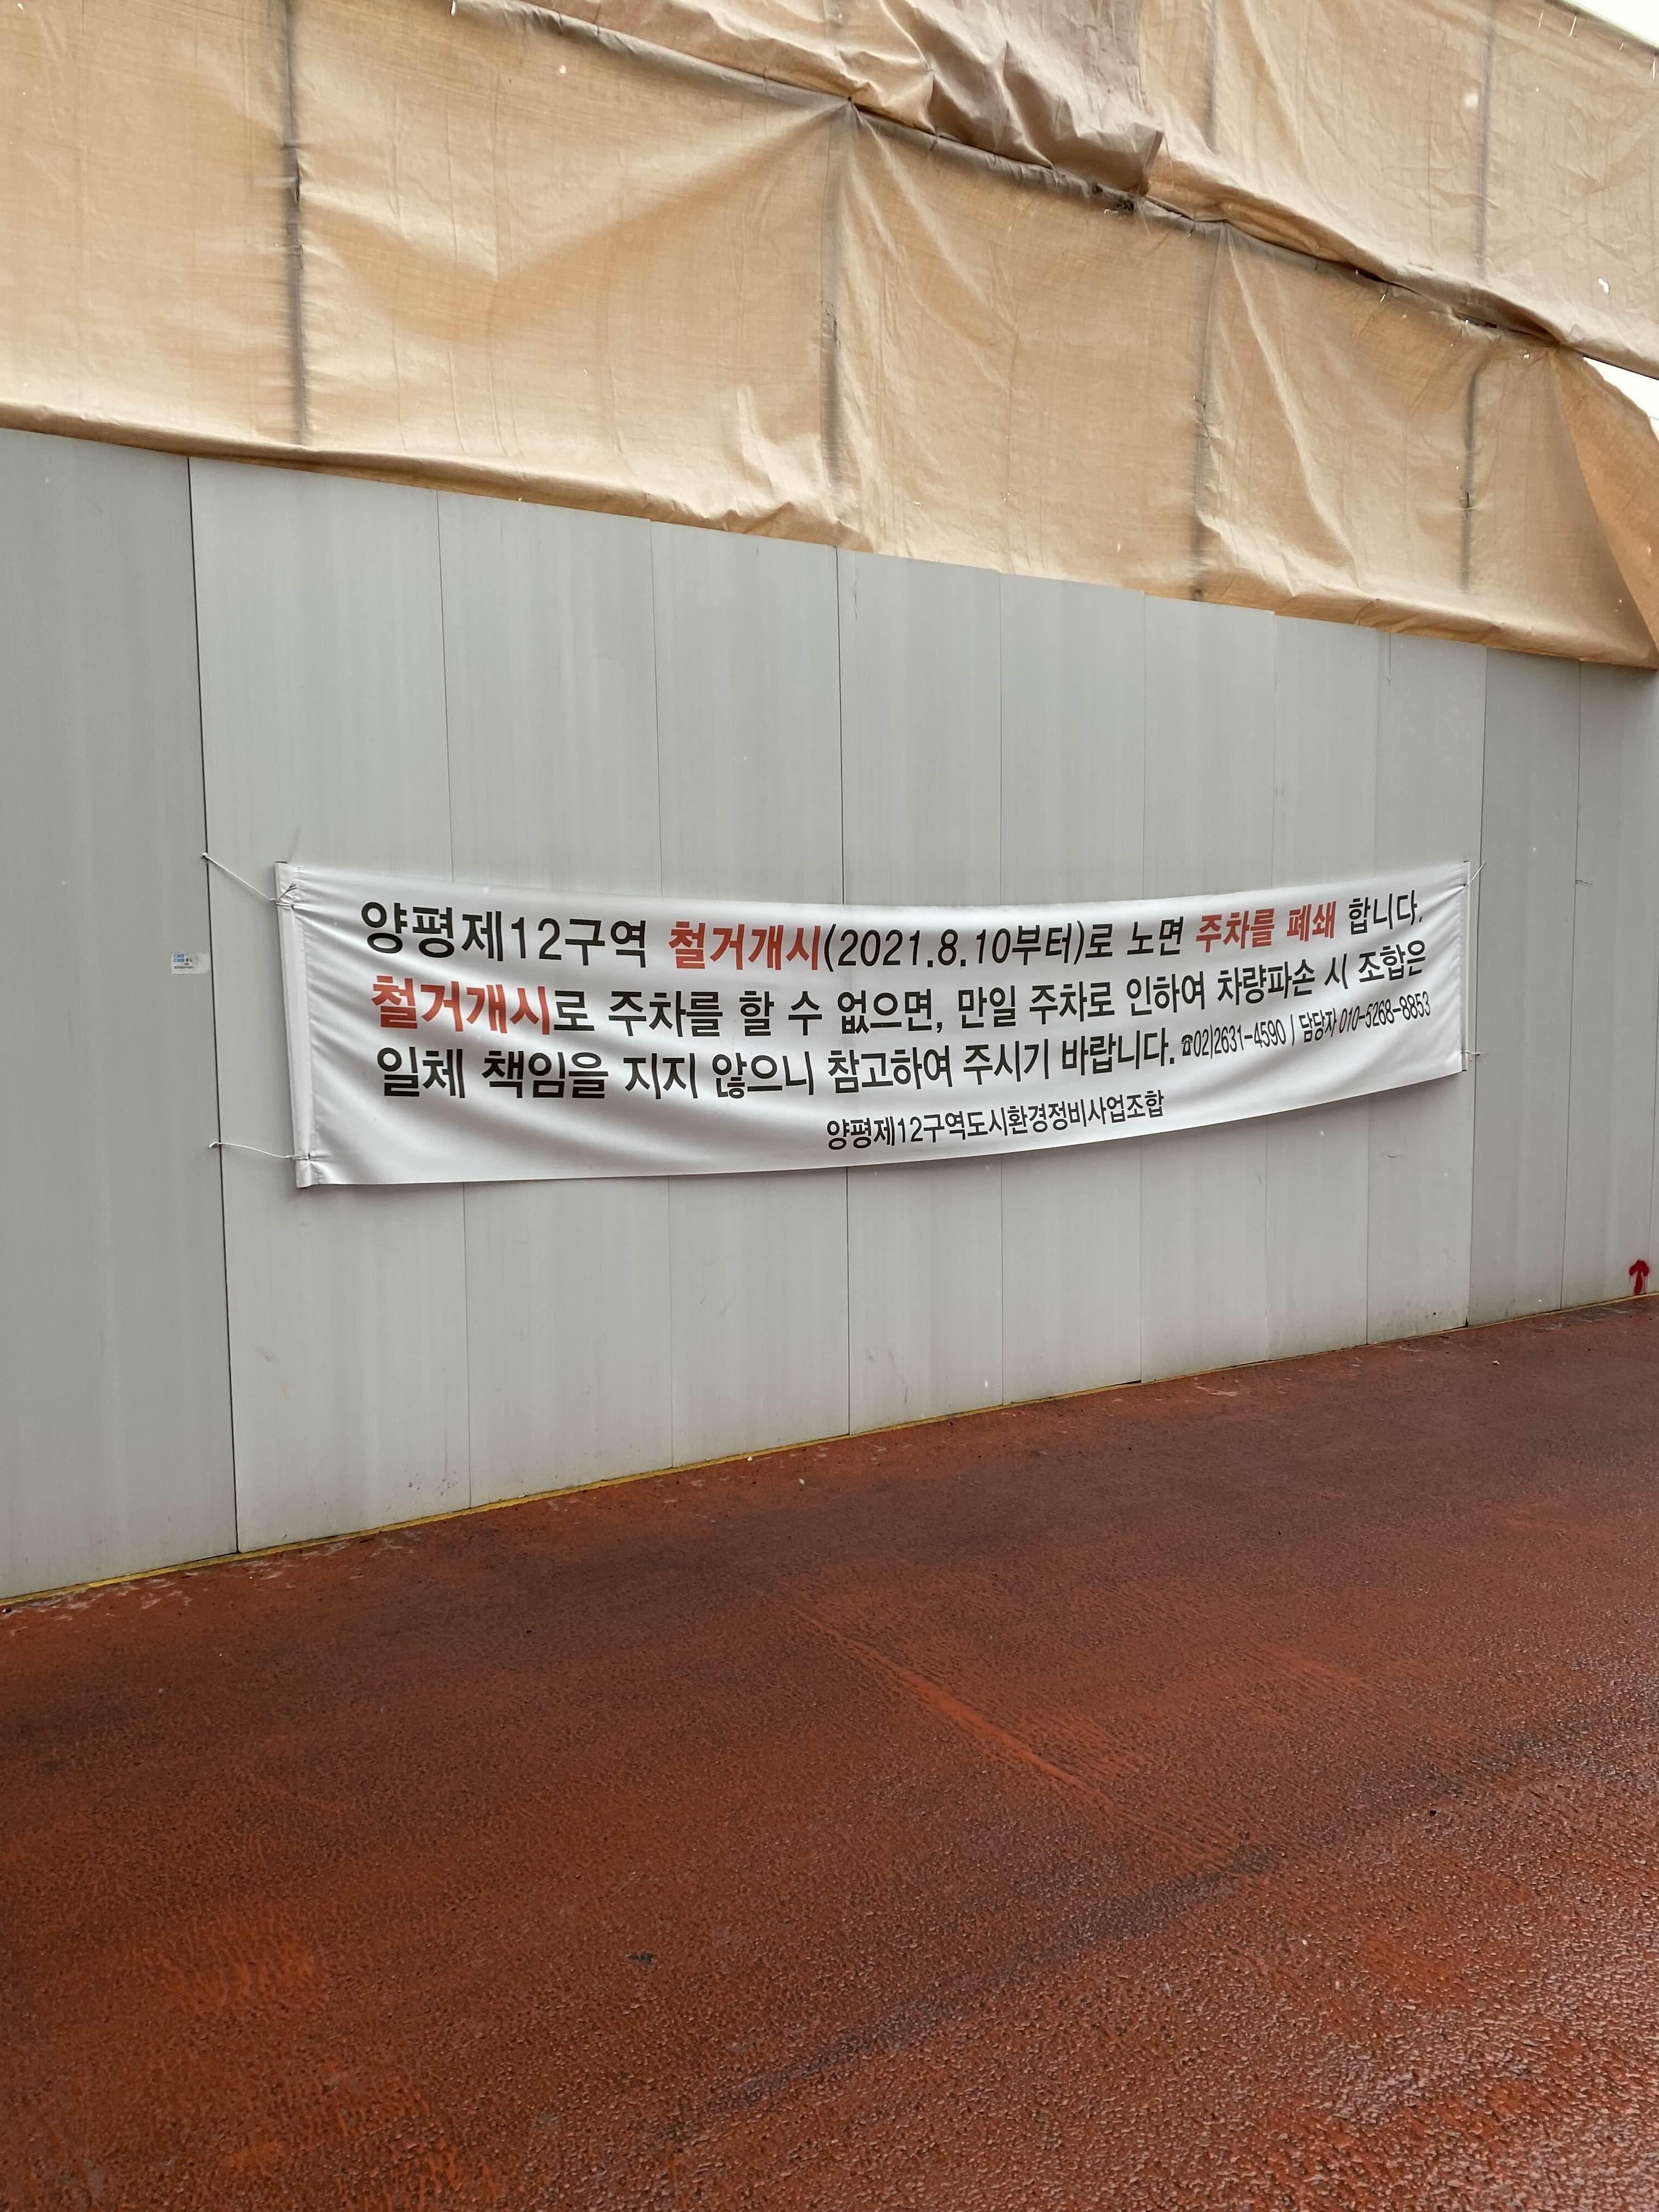 양평제12구역 철거개시(2021.8.10부터)로 노면 주차를 폐쇄 합니다.
철거개시로 주차를 할 수 없으면, 만일 주차로 인하여 차량파손 시 조합은
일체 책임을 지지 않으니 참고하여 주시기 바랍니다. ☎02)2631-4590 | 담당자 010-5268-8853
양평제12구역도시환경정비사업조합